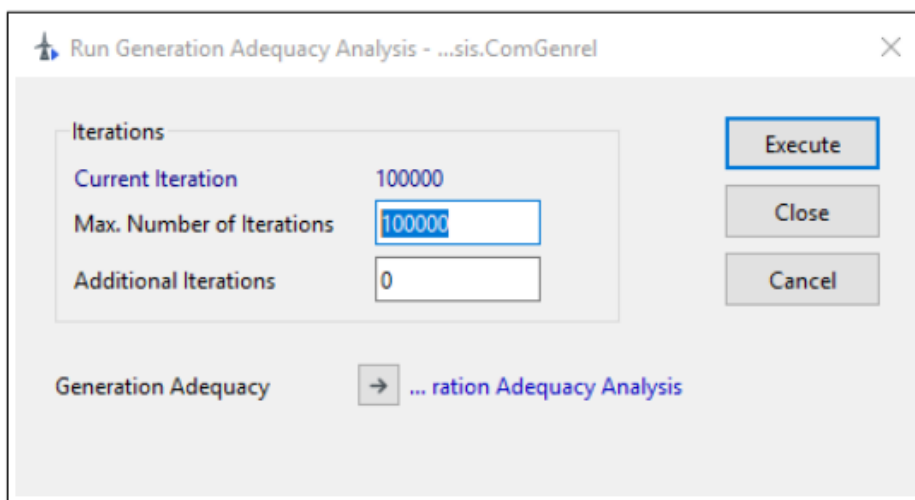 Run Generation Adequacy Analysis - ...sis.ComGenrel
Iterations
Current Iteration 100000
Max. Number of Iterations 100000
Additional Iterations 0
Execute
Close
Cancel
Generation Adequacy ... ration Adequacy Analysis